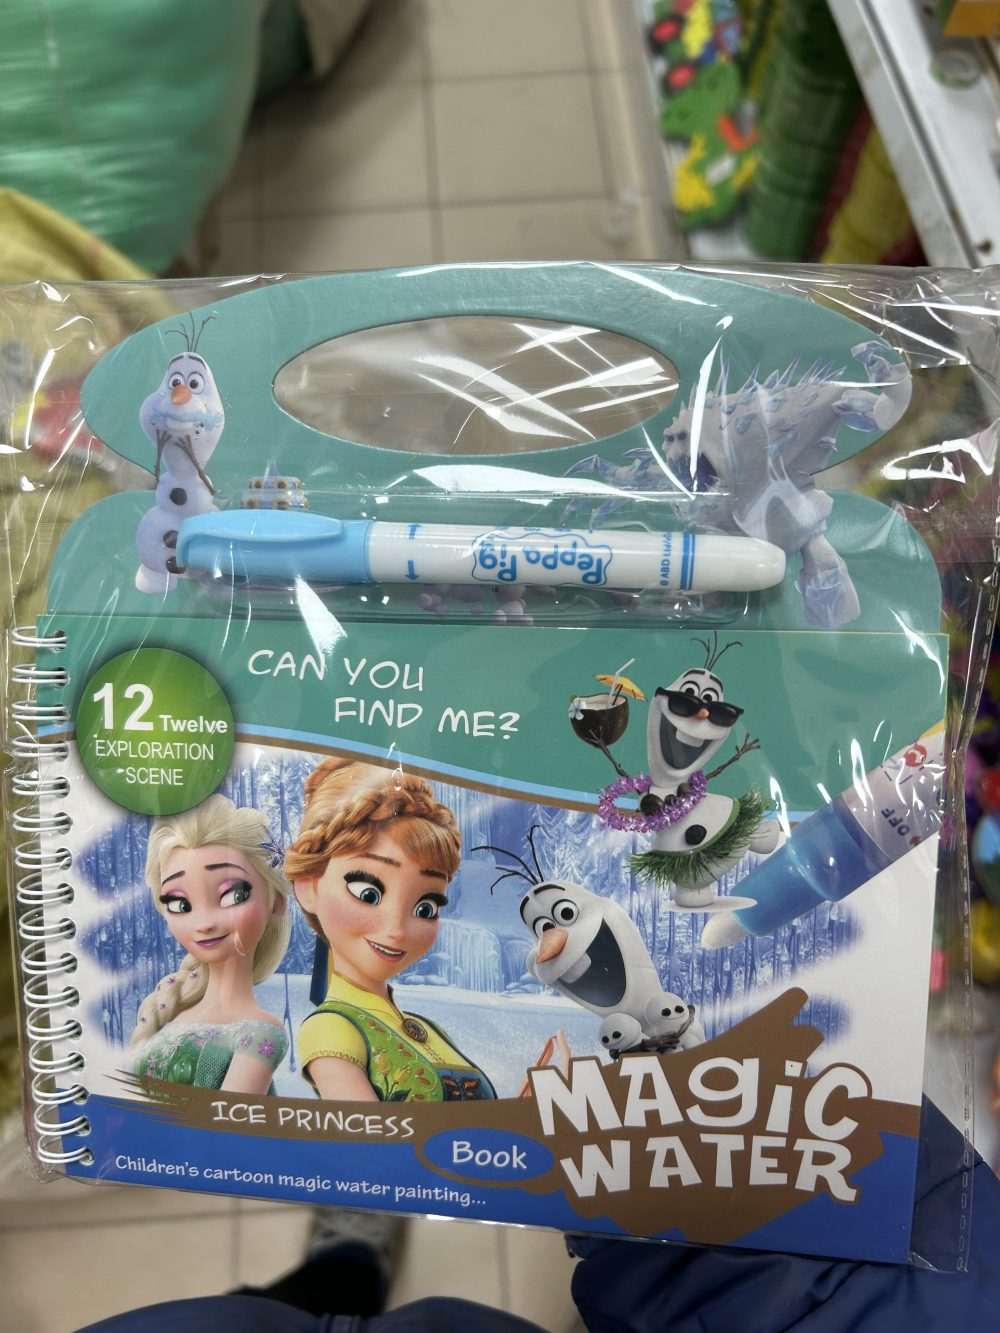 Peppa
Pig
CAN YOU
FIND ME?
12 Twelve
EXPLORATION
SCENE
OFF
ICE PRINCESS
MAgiC
WATER
Book
Children's cartoon magic water painting...